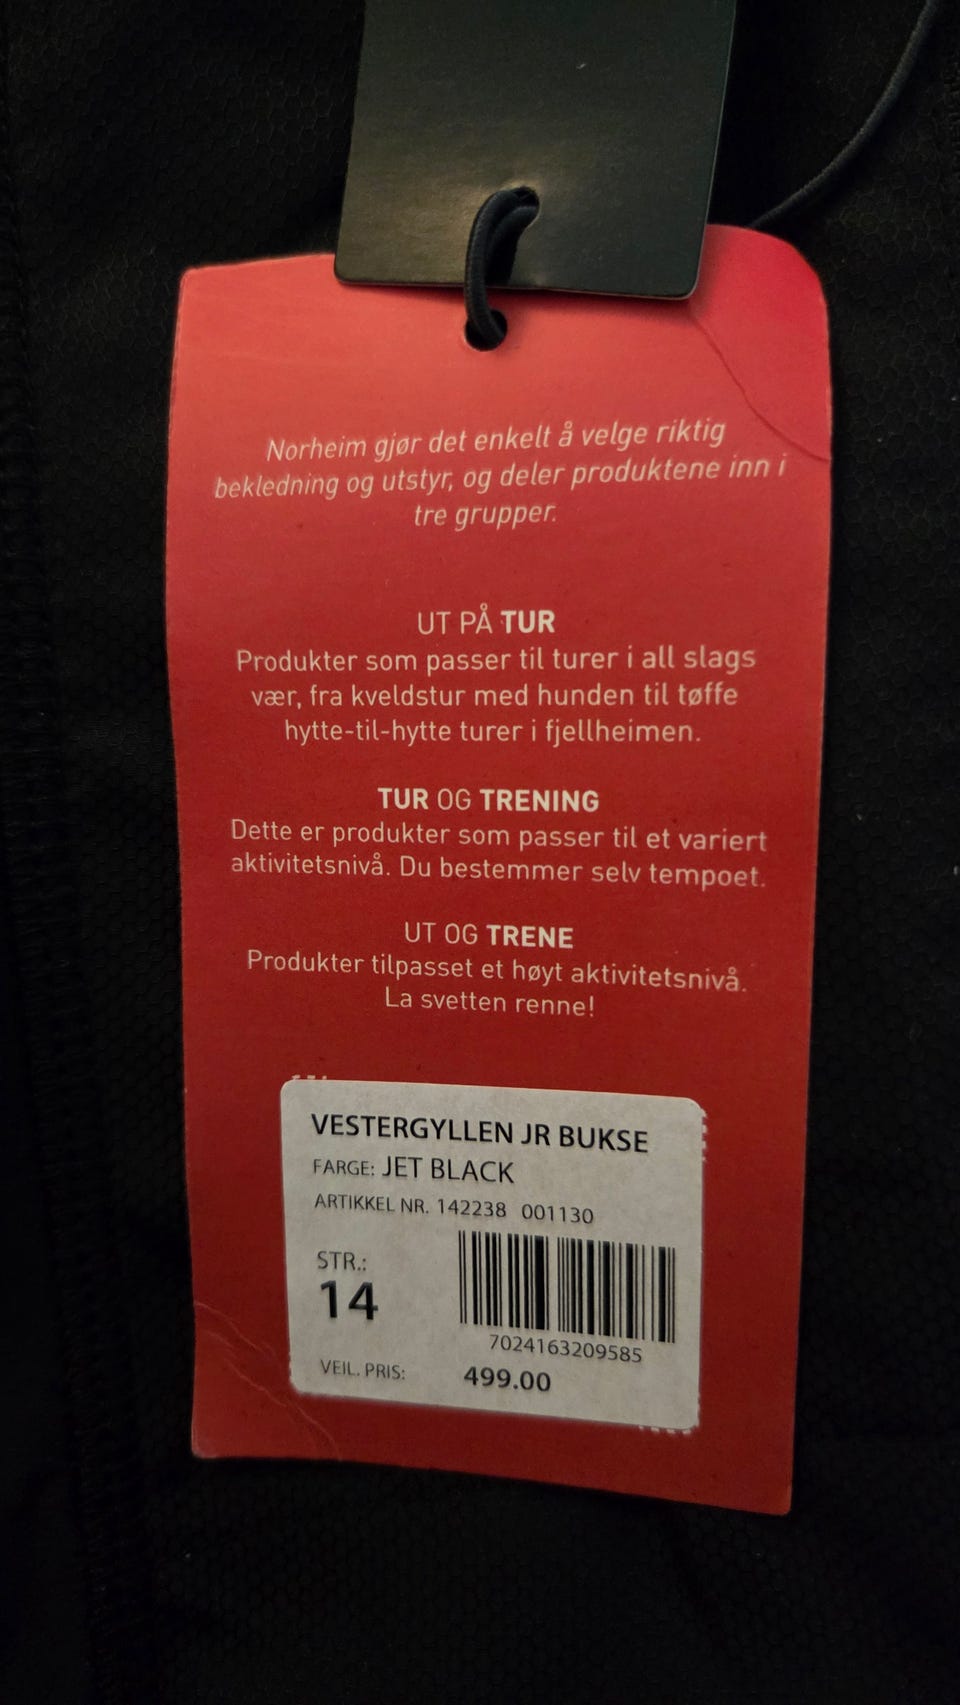 Norheim gjør det enkelt å velge riktig
bekledning og utstyr, og deler produktene inn i
tre grupper.
UT PÅ TUR
Produkter som passer til turer i all slags
vær, fra kveldstur med hunden til tøffe
hytte-til-hytte turer i fjellheimen.
TUR OG TRENING
Dette er produkter som passer til et variert
aktivitetsnivå. Du bestemmer selv tempoet.
UT OG TRENE
Produkter tilpasset et høyt aktivitetsnivå.
La svetten renne!
VESTERGYLLEN JR BUKSE
FARGE: JET BLACK
ARTIKKEL NR. 142238 001130
STR.:
14
7024163209585
VEIL. PRIS: 499.00